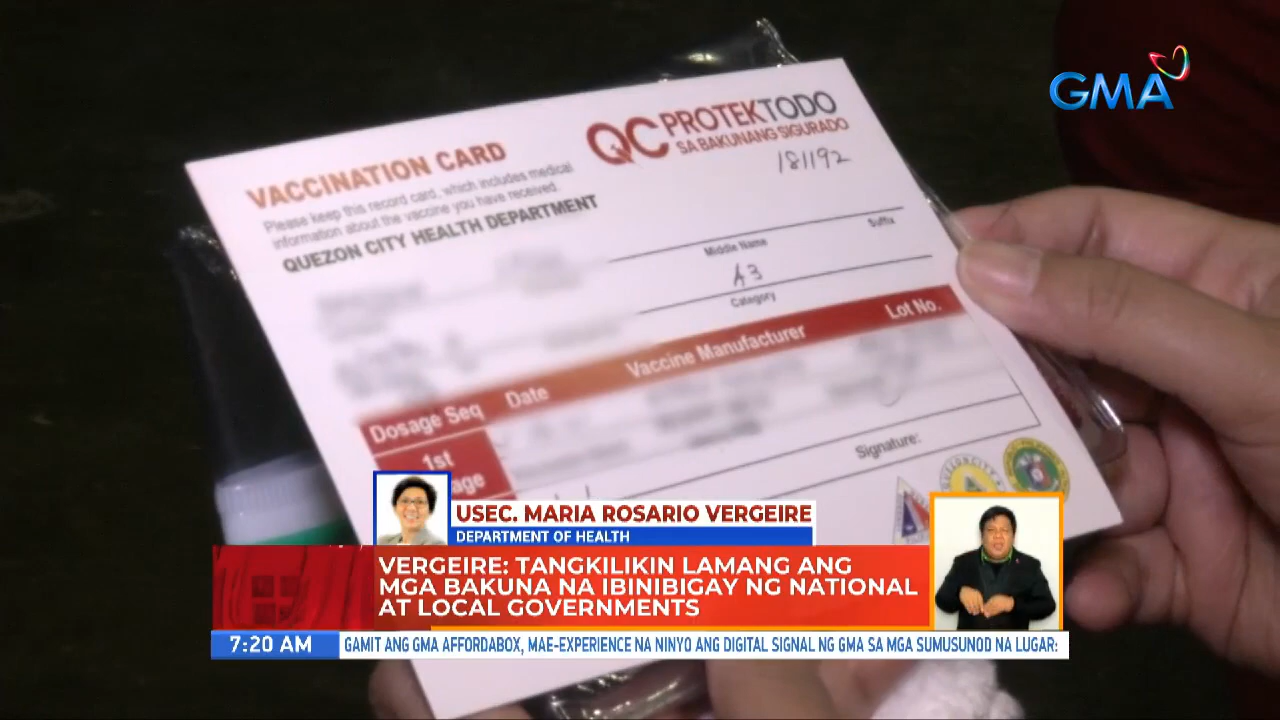 GMA
QC PROTEKTODO
SA BAKUNANG SIGURADO
181192
VACCINATION CARD
Please keep this record card, which includes medical
information about the vaccine you have received.
QUEZON CITY HEALTH DEPARTMENT
Suffix
Middle Name
A3
Category
Dosage Seq Date Vaccine Manufacturer Lot No.
1st
Signature:
USEC. MARIA ROSARIO VERGEIRE
DEPARTMENT OF HEALTH
VERGEIRE: TANGKILIKIN LAMANG ANG
MGA BAKUNA NA IBINIBIGAY NG NATIONAL
AT LOCAL GOVERNMENTS
7:20 AM GAMIT ANG GMA AFFORDABOX, MAE-EXPERIENCE NA NINYO ANG DIGITAL SIGNAL NG GMA SA MGA SUMUSUNOD NA LUGAR: